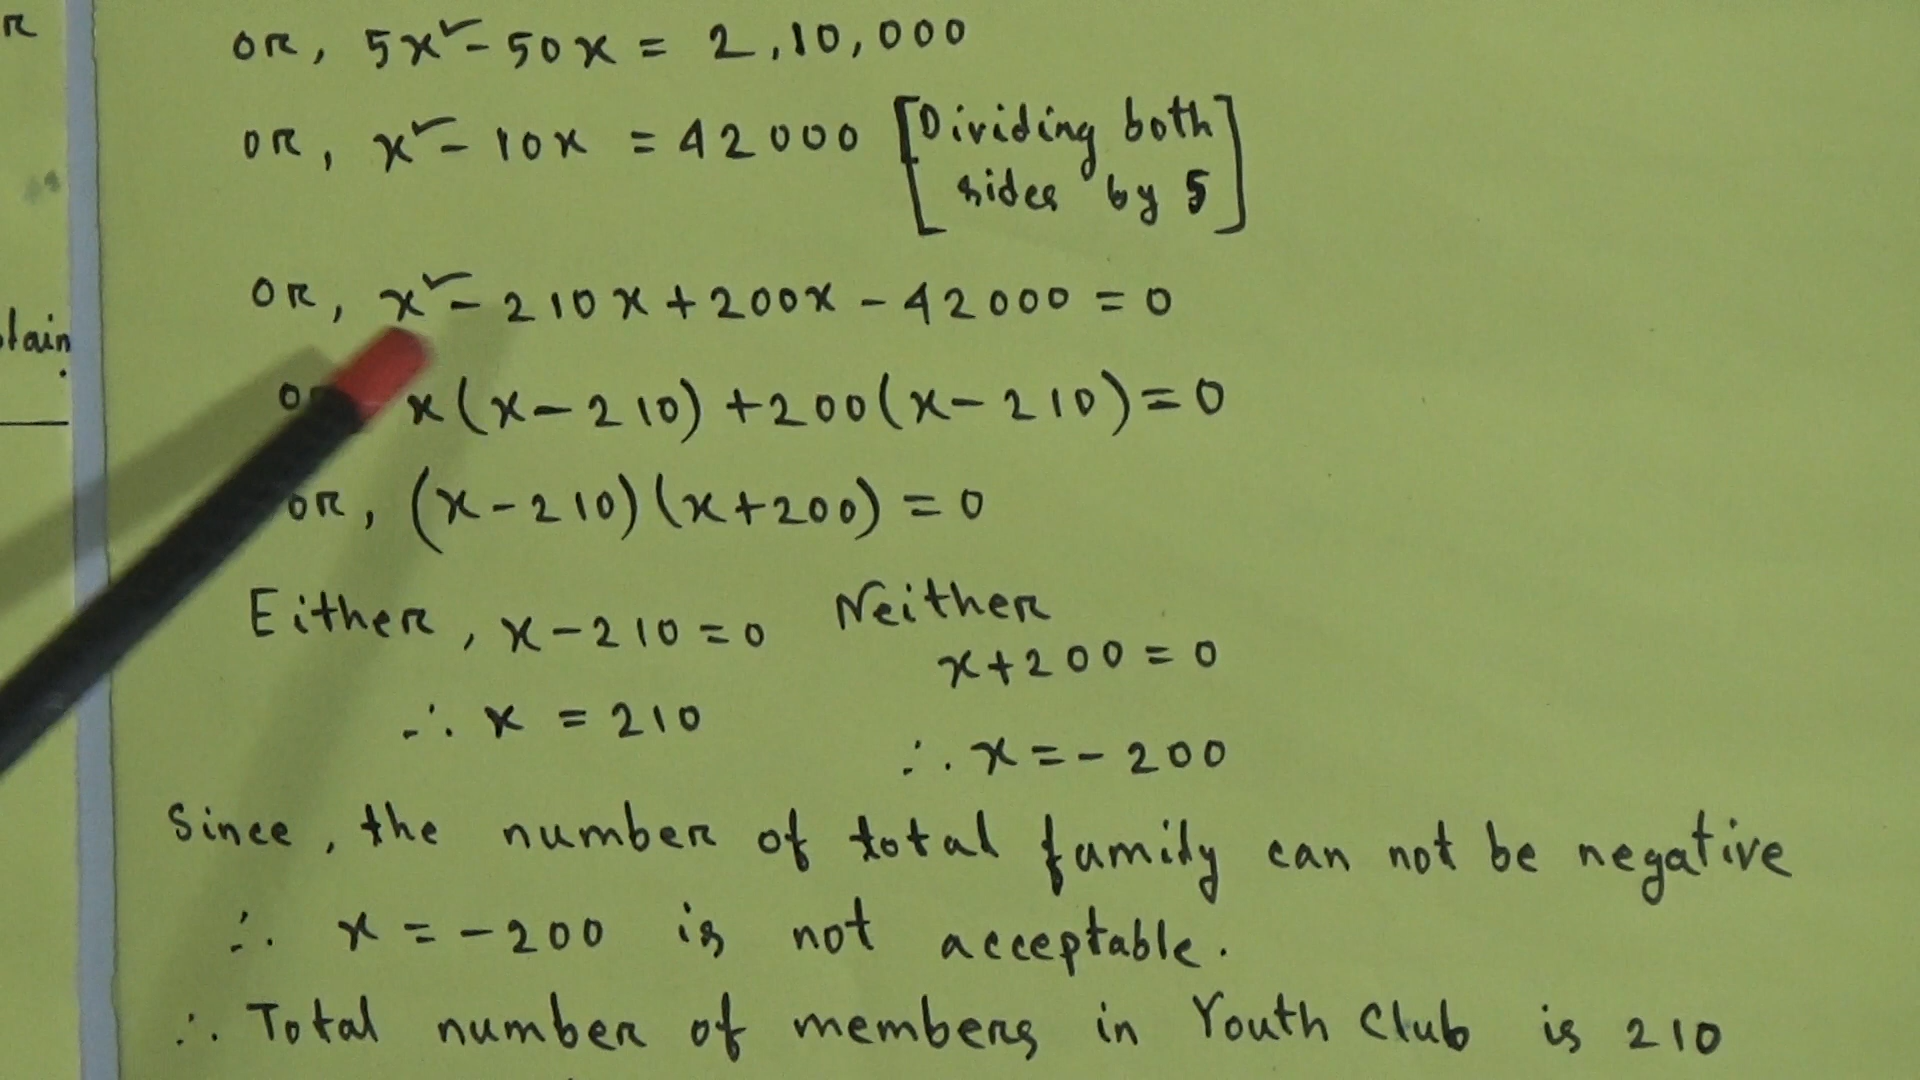 or, 5x² - 50x = 2,10,000
or, x² - 10x = 42000 [Dividing both
sides by 5]
or, x² - 210x + 200x - 42000 = 0
x(x - 210) + 200(x - 210) = 0
or, (x - 210)(x + 200) = 0
Either, x - 210 = 0 Neither
x + 200 = 0
∴ x = 210
∴ x = - 200
Since, the number of total family can not be negative
∴ x = - 200 is not acceptable.
∴ Total number of members in Youth Club is 210